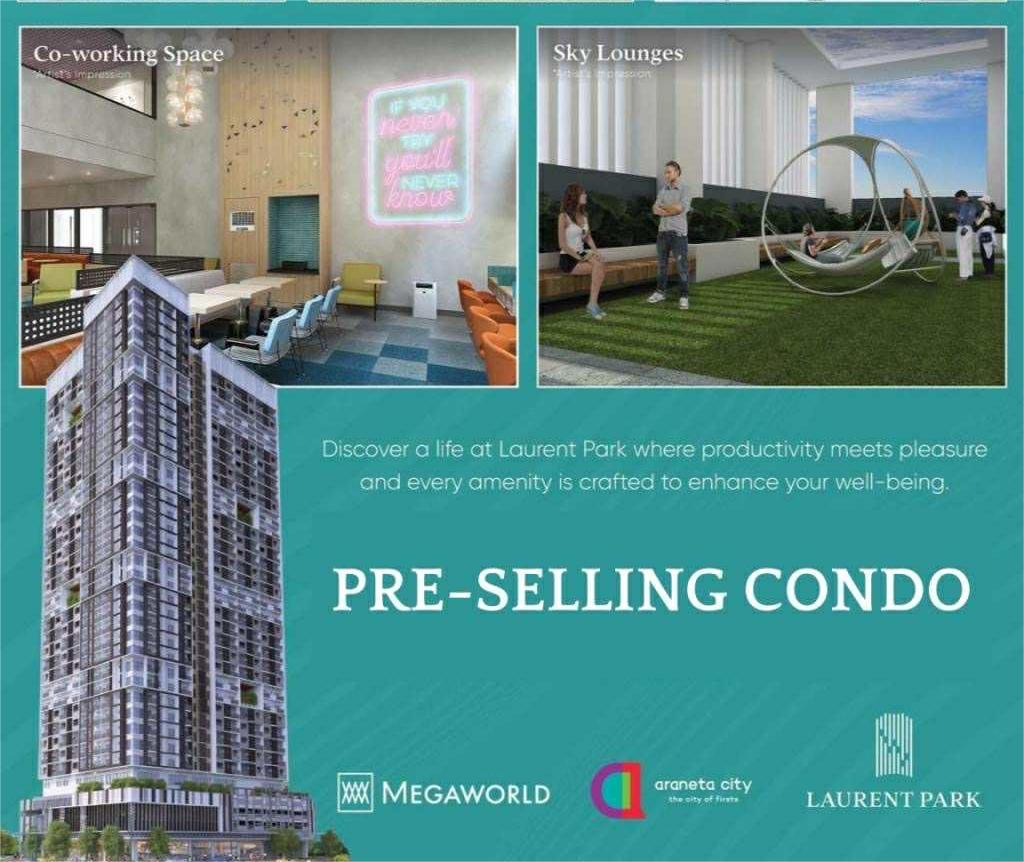 Co-working Space
*Artist's Impression
Sky Lounges
*Artist's Impression
IF YOU
never
TRY
you'll
NEVER
know
Discover a life at Laurent Park where productivity meets pleasure
and every amenity is crafted to enhance your well-being.
PRE-SELLING CONDO
MEGAWORLD
araneta city
the city of firsts
LAURENT PARK